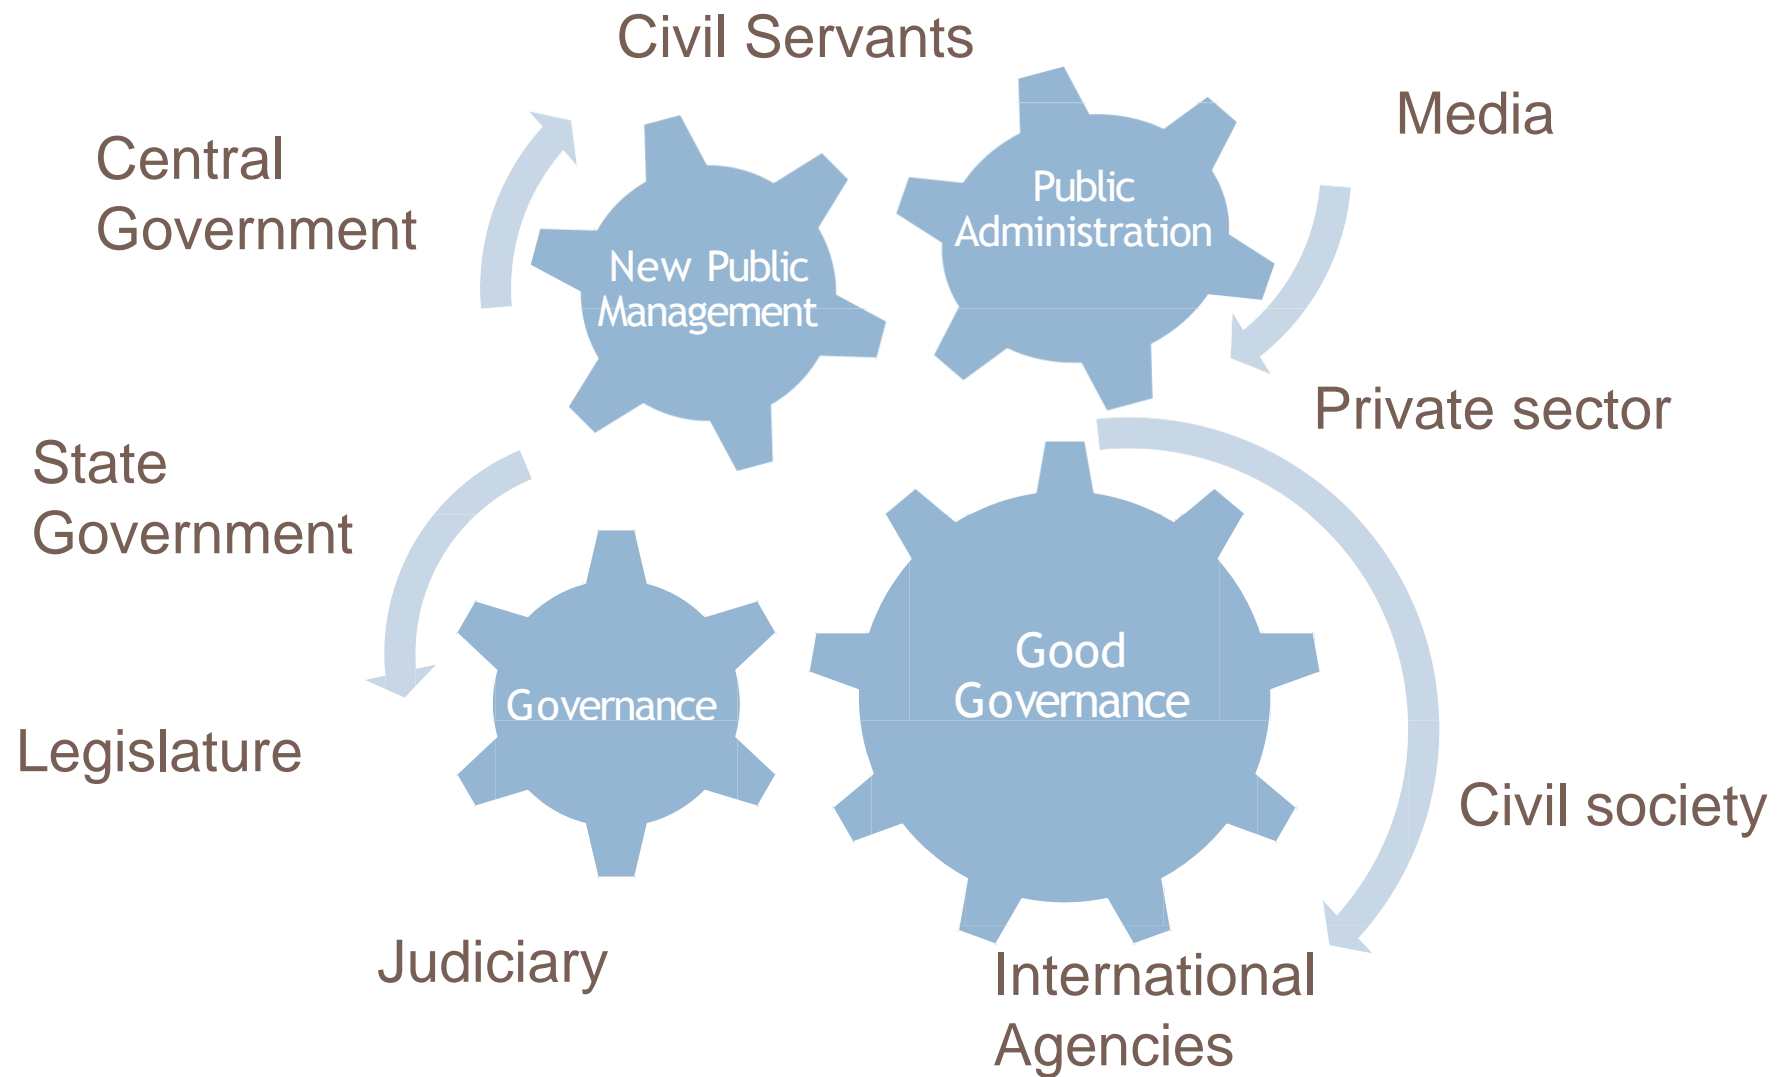 Civil Servants
Media
Central
Government
Public
Administration
New Public
Management
Private sector
State
Government
Good
Governance
Governance
Legislature
Civil society
Judiciary
International
Agencies